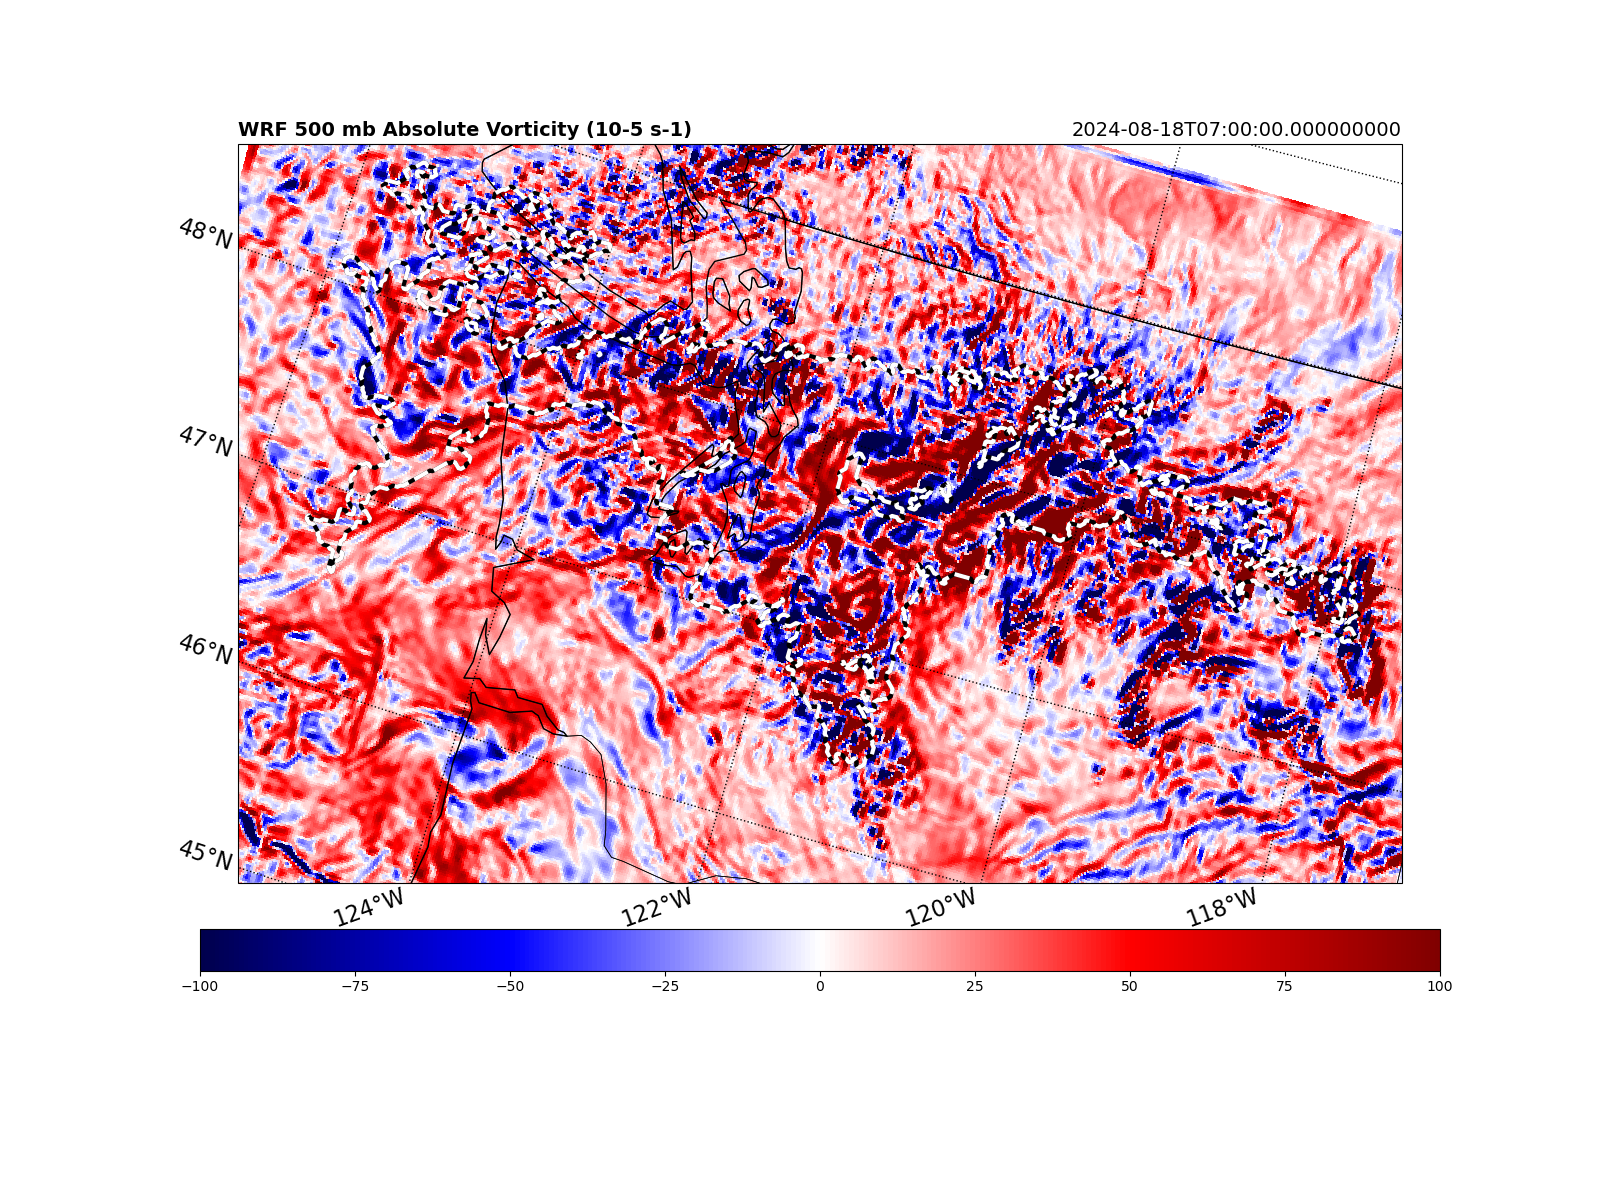 WRF 500 mb Absolute Vorticity (10-5 s-1) 2024-08-18T07:00:00.000000000
48°N
47°N
46°N
45°N
124°W 122°W 120°W 118°W
−100 −75 −50 −25 0 25 50 75 100